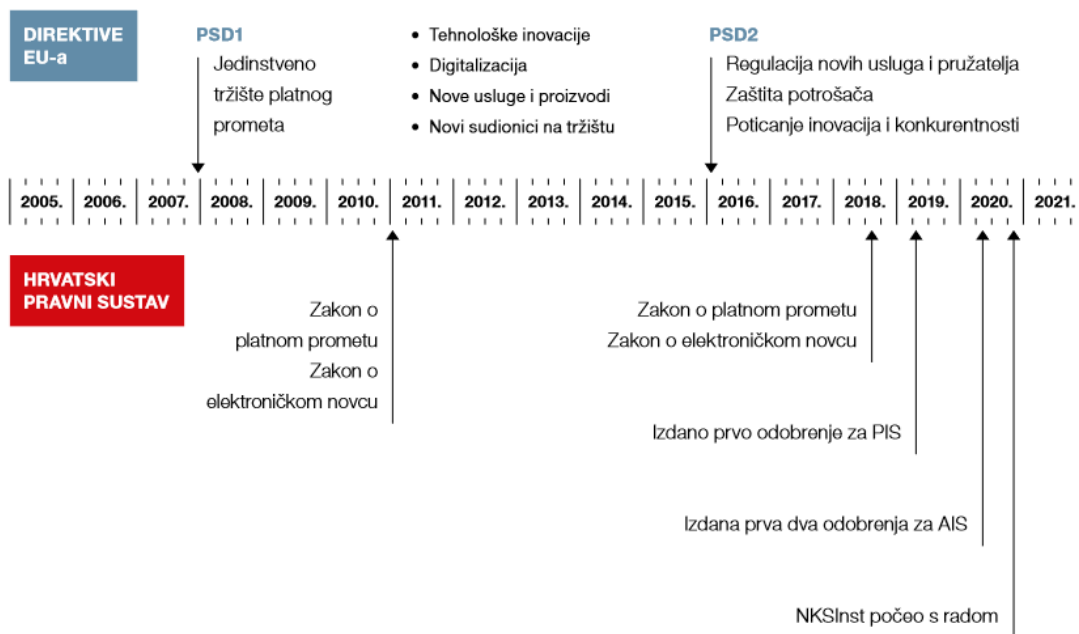 DIREKTIVE
EU-a
PSD1
Jedinstveno
tržište platnog
prometa
• Tehnološke inovacije
• Digitalizacija
• Nove usluge i proizvodi
• Novi sudionici na tržištu
PSD2
Regulacija novih usluga i pružatelja
Zaštita potrošača
Poticanje inovacija i konkurentnosti
2005. 2006. 2007. 2008. 2009. 2010. 2011. 2012. 2013. 2014. 2015. 2016. 2017. 2018. 2019. 2020. 2021.
HRVATSKI
PRAVNI SUSTAV
Zakon o
platnom prometu
Zakon o
elektroničkom novcu
Zakon o platnom prometu
Zakon o elektroničkom novcu
Izdano prvo odobrenje za PIS
Izdana prva dva odobrenja za AIS
NKSInst počeo s radom